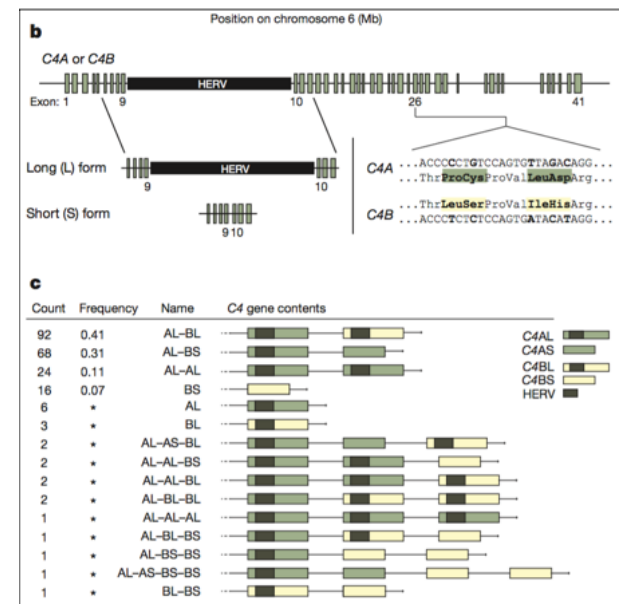 Position on chromosome 6 (Mb)
b
C4A or C4B
HERV
Exon: 1 9 10 26 41
Long (L) form
HERV
9 10
Short (S) form
910
C4A
...ACCCCCTGTCCAGTGTTAGACAGG...
...ThrProCysProValLeuAspArg...
C4B
...ThrLeuSerProValIleHisArg...
...ACCCTCTCTCCAGTGATACATAGG...
c
Count Frequency Name C4 gene contents
92 0.41 AL–BL
68 0.31 AL–BS
24 0.11 AL–AL
16 0.07 BS
6 * AL
3 * BL
2 * AL–AS–BL
2 * AL–AL–BS
2 * AL–AL–BL
2 * AL–BL–BL
1 * AL–AL–AL
1 * AL–BL–BS
1 * AL–BS–BS
1 * AL–AS–BS–BS
1 * BL–BS
C4AL
C4AS
C4BL
C4BS
HERV